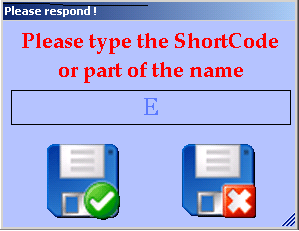 Please respond !
Please type the ShortCode
or part of the name
E